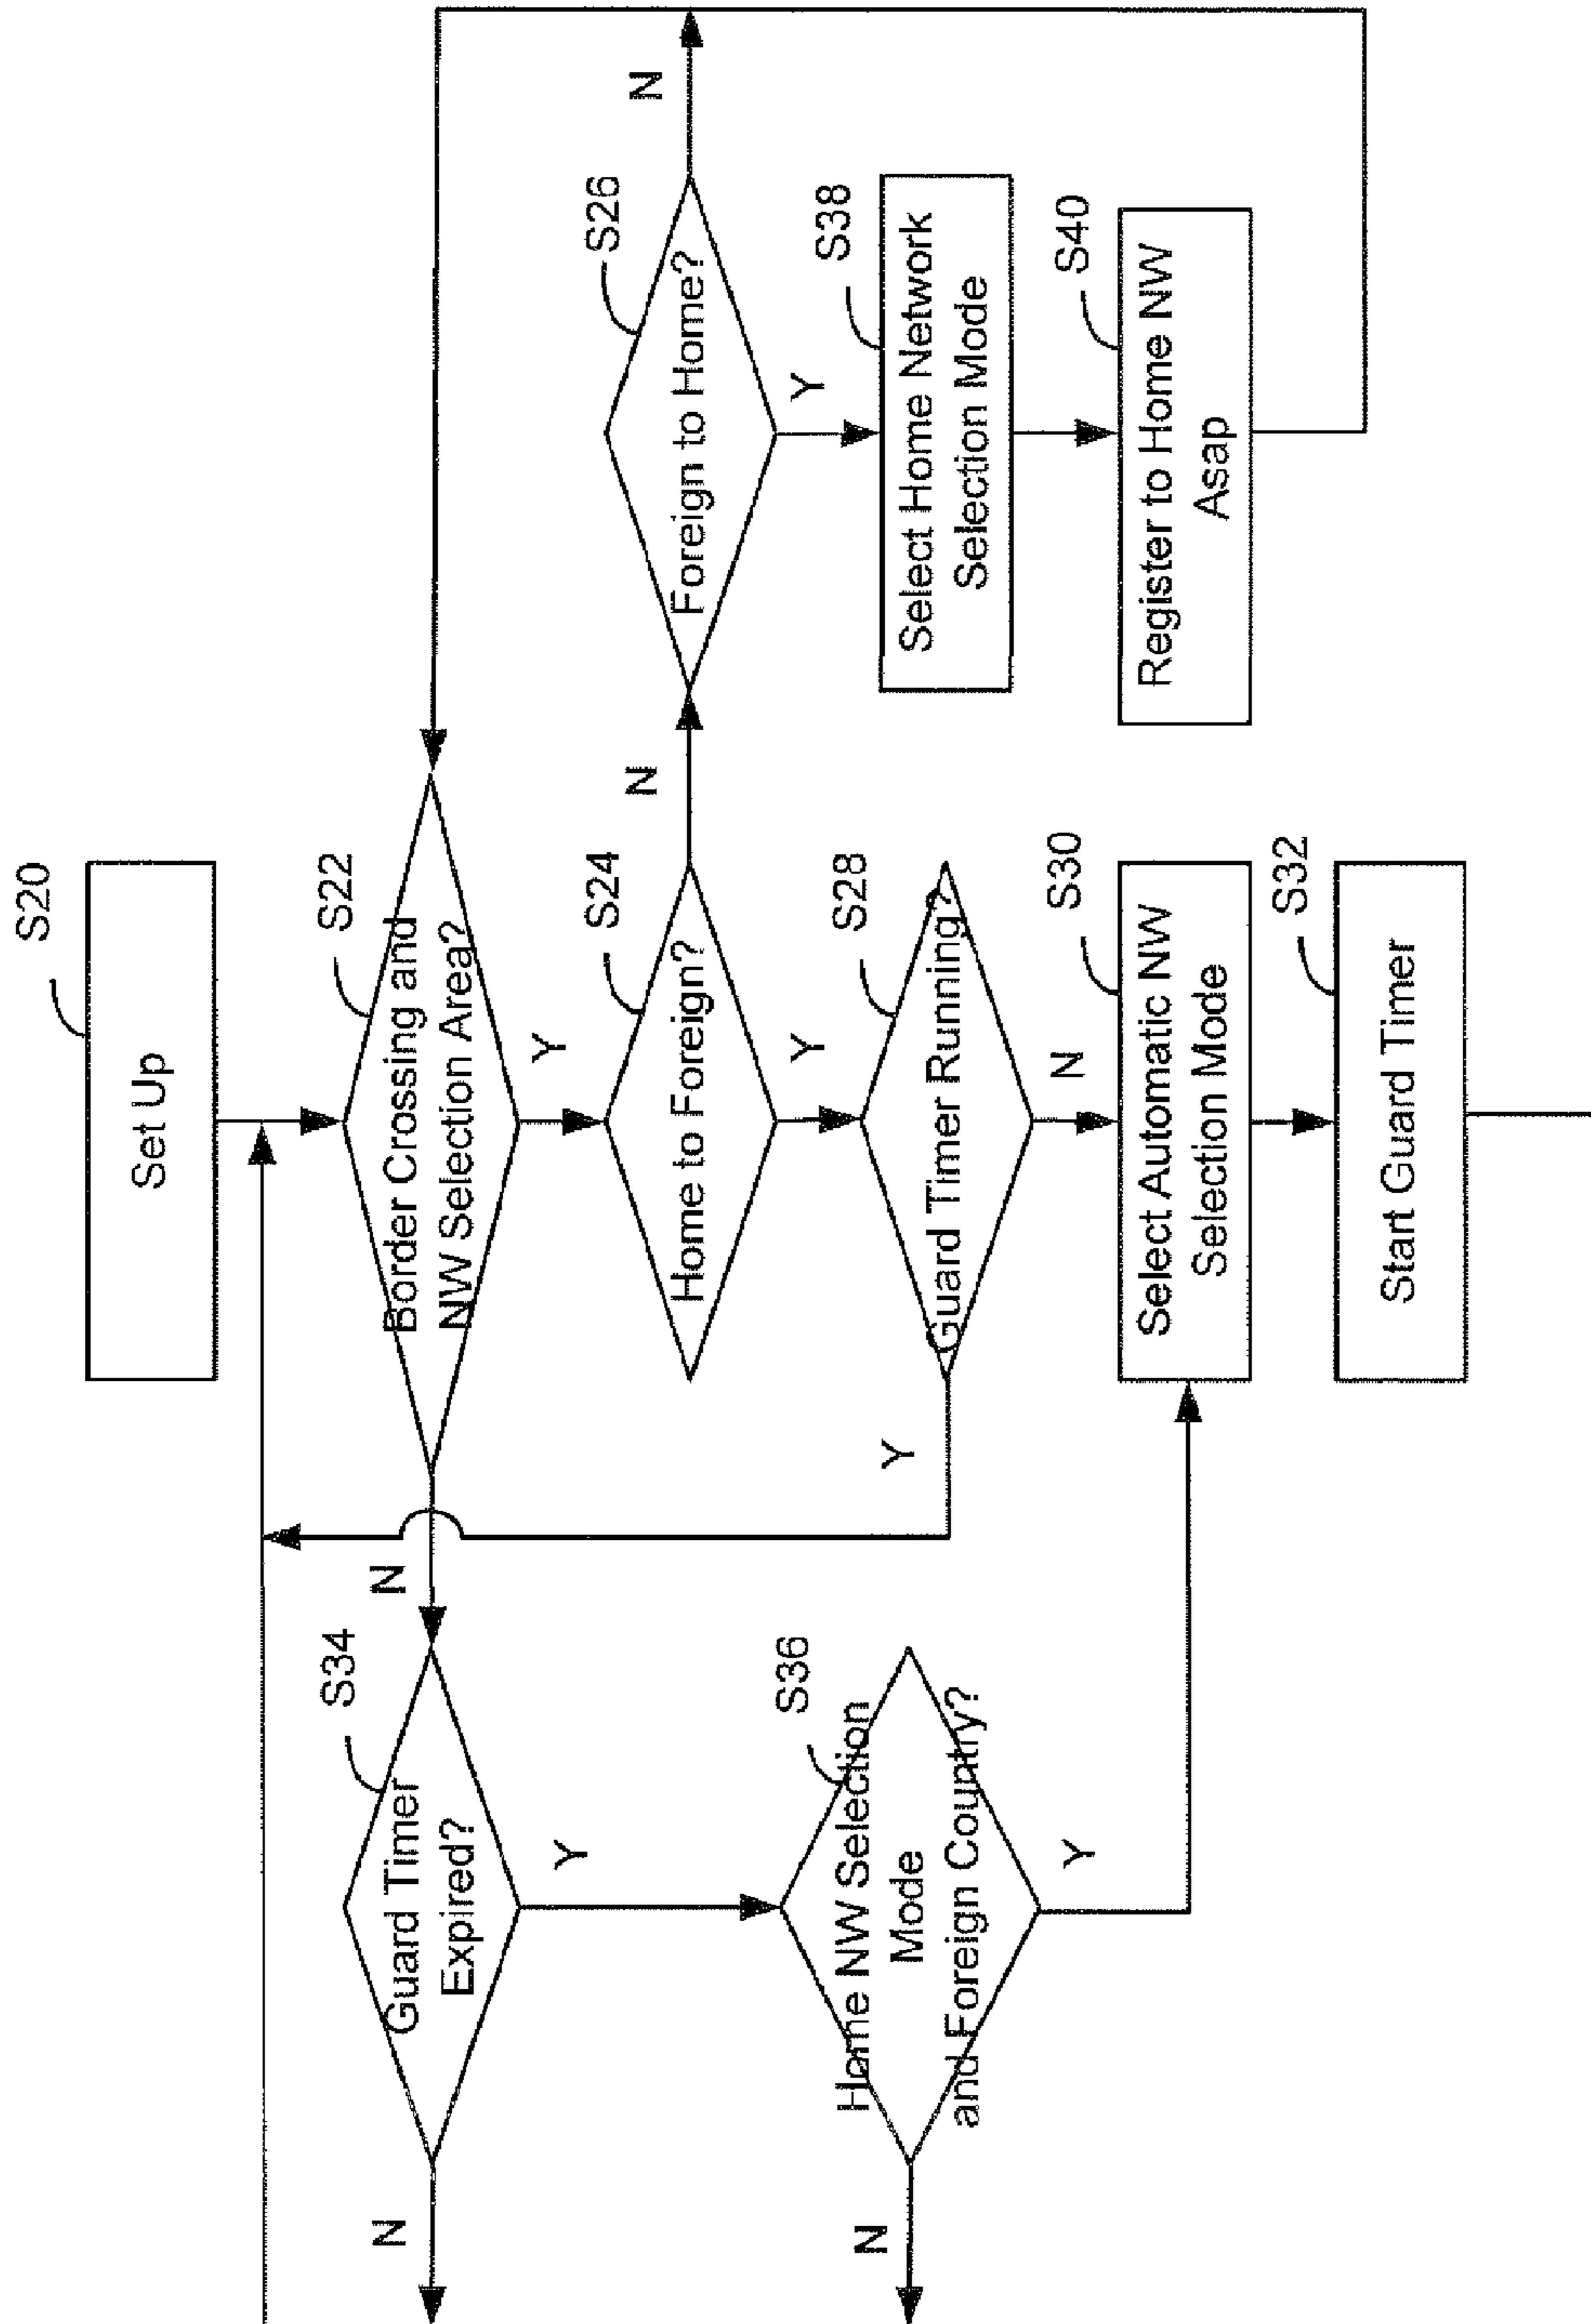 S20
Set Up
S22
Border Crossing and
NW Selection Area?
N
Y
S34
Guard Timer
Expired?
N
Y
S24
Home to Foreign?
N
Y
S26
Foreign to Home?
N
Y
S36
Home NW Selection
Mode
and Foreign Country?
N
Y
S28
Guard Timer Running?
Y
N
S38
Select Home Network
Selection Mode
S30
Select Automatic NW
Selection Mode
S40
Register to Home NW
Asap
S32
Start Guard Timer